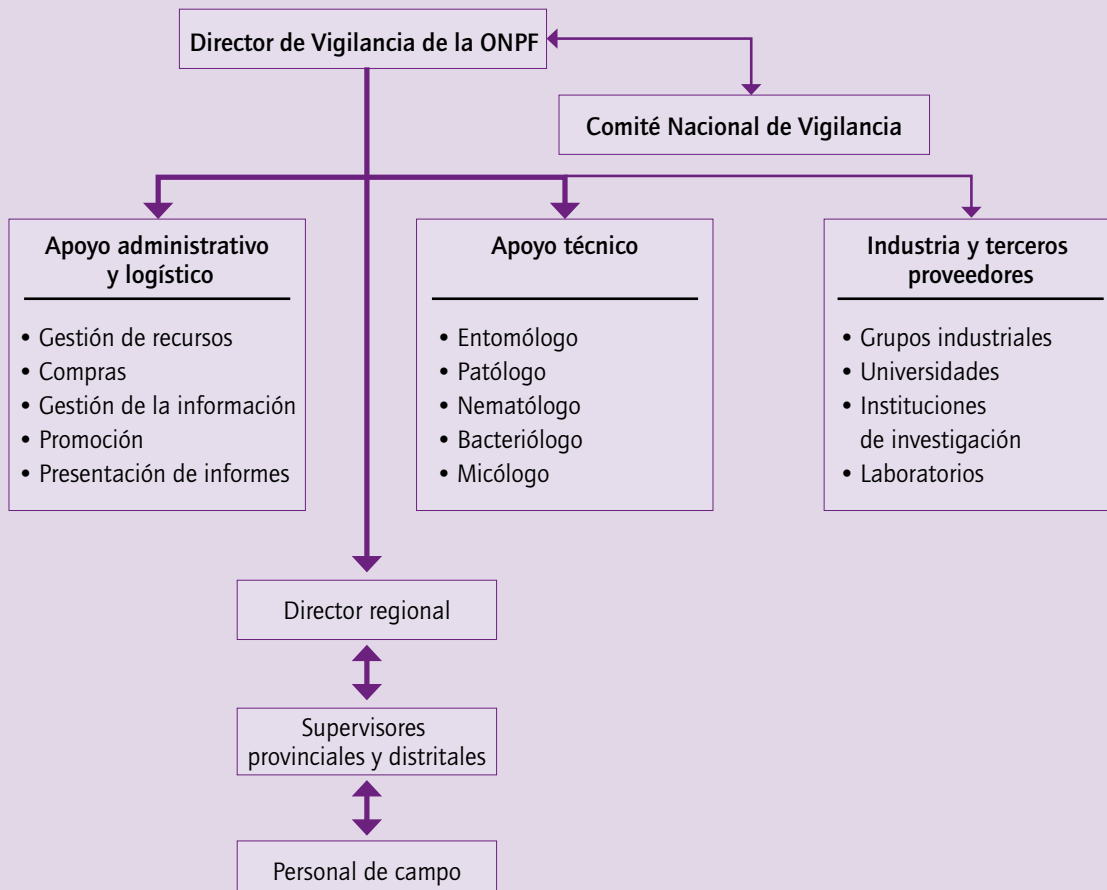 Director de Vigilancia de la ONPF
Comité Nacional de Vigilancia
Apoyo administrativo
y logístico
• Gestión de recursos
• Compras
• Gestión de la información
• Promoción
• Presentación de informes
Apoyo técnico
• Entomólogo
• Patólogo
• Nematólogo
• Bacteriólogo
• Micólogo
Industria y terceros
proveedores
• Grupos industriales
• Universidades
• Instituciones
de investigación
• Laboratorios
Director regional
Supervisores
provinciales y distritales
Personal de campo